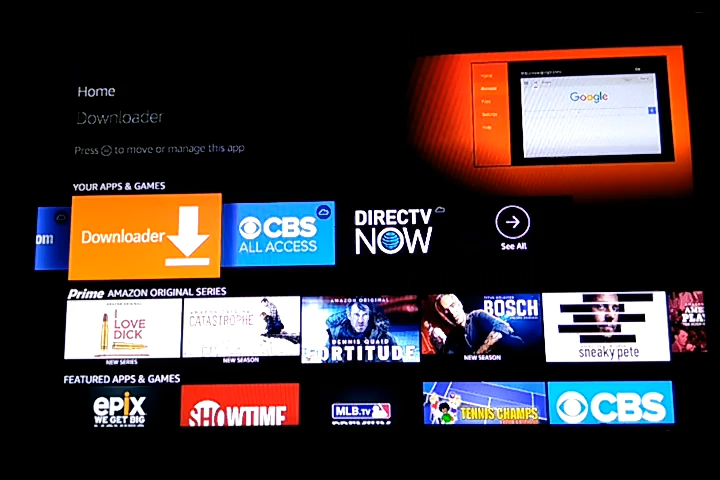 Home
Downloader
Press to move or manage this app
Google
YOUR APPS & GAMES
om
Downloader
CBS
ALL ACCESS
DIRECTV
NOW
See All
Prime AMAZON ORIGINAL SERIES
I
LOVE
DICK
NEW SERIES
CATASTROPHE
NEW SEASON
AMAZON ORIGINAL
DENNIS QUAID
FORTITUDE
BOSCH
NEW SEASON
sneaky pete
FEATURED APPS & GAMES
epix
WE GET BIG
SHOWTIME
MLB.TV
PREMIUM
TENNIS CHAMPS
CBS